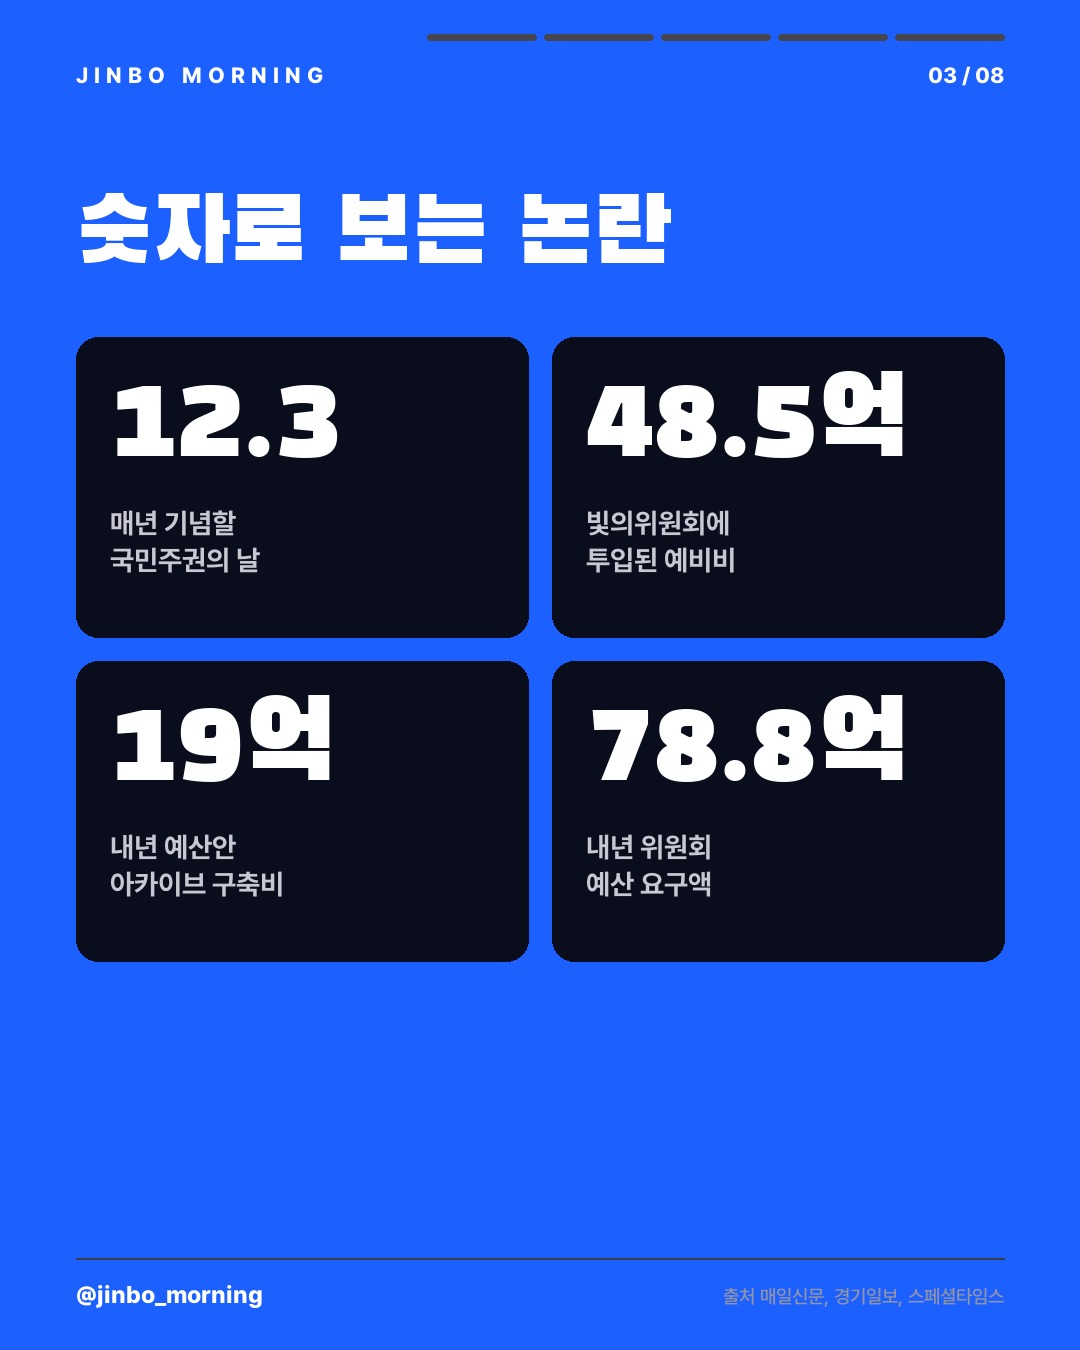 JINBO MORNING
03 / 08
숫자로 보는 논란
12.3
매년 기념할
국민주권의 날
48.5억
빛의위원회에
투입된 예비비
19억
내년 예산안
아카이브 구축비
78.8억
내년 위원회
예산 요구액
@jinbo_morning
출처 매일신문, 경기일보, 스페셜타임스